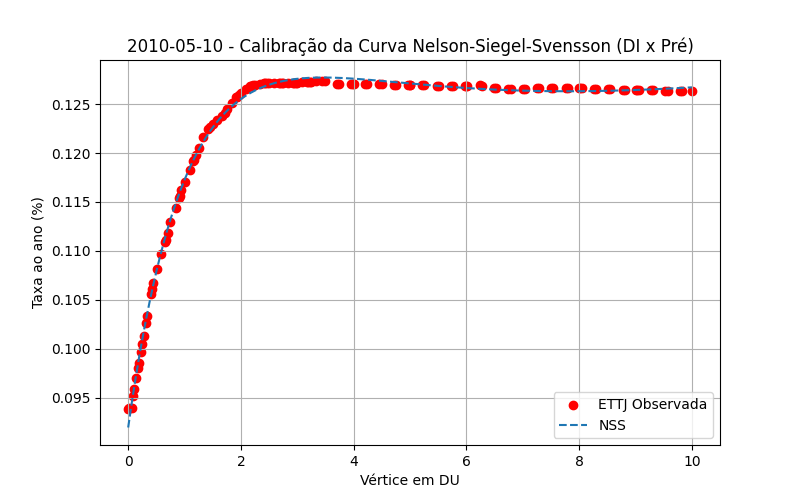 2010-05-10 - Calibração da Curva Nelson-Siegel-Svensson (DI x Pré)
Taxa ao ano (%)
0.125
0.120
0.115
0.110
0.105
0.100
0.095
ETTJ Observada
NSS
0 2 4 6 8 10
Vértice em DU